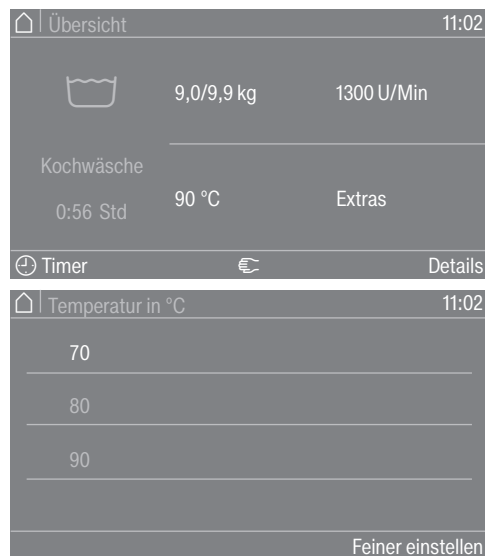 Übersicht 11:02
9,0/9,9 kg 1300 U/Min
Kochwäsche
0:56 Std
90 °C Extras
Timer Details
Temperatur in °C 11:02
70
80
90
Feiner einstellen